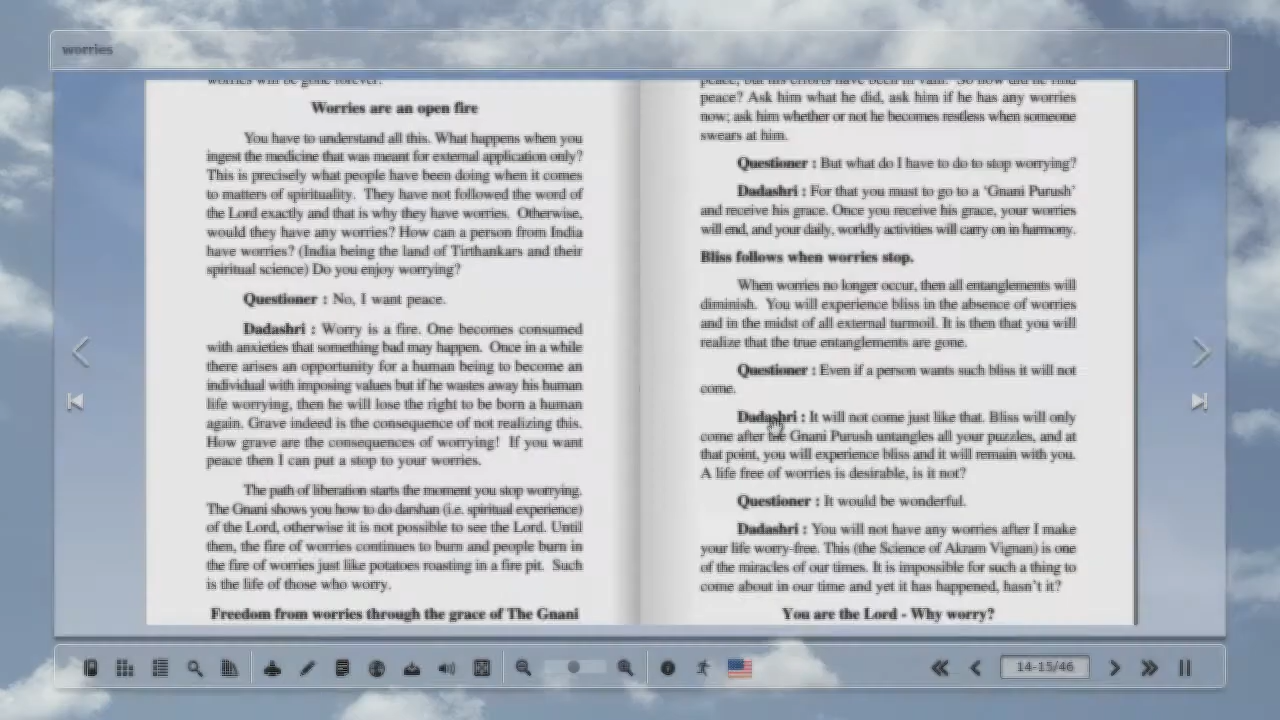 worries
worries will be gone forever!
Worries are an open fire
You have to understand all this. What happens when you
ingest the medicine that was meant for external application only?
This is precisely what people have been doing when it comes
to matters of spirituality. They have not followed the word of
the Lord exactly and that is why they have worries. Otherwise,
would they have any worries? How can a person from India
have worries? (India being the land of Tirthankars and their
spiritual science) Do you enjoy worrying?
Questioner : No, I want peace.
Dadashri : Worry is a fire. One becomes consumed
with anxieties that something bad may happen. Once in a while
there arises an opportunity for a human being to become an
individual with imposing values but if he wastes away his human
life worrying, then he will lose the right to be born a human
again. Grave indeed is the consequence of not realizing this.
How grave are the consequences of worrying! If you want
peace then I can put a stop to your worries.
The path of liberation starts the moment you stop worrying.
The Gnani shows you how to do darshan (i.e. spiritual experience)
of the Lord, otherwise it is not possible to see the Lord. Until
then, the fire of worries continues to burn and people burn in
the fire of worries just like potatoes roasting in a fire pit. Such
is the life of those who worry.
Freedom from worries through the grace of The Gnani
peace, but his efforts have been in vain. So how did he find
peace? Ask him what he did, ask him if he has any worries
now; ask him whether or not he becomes restless when someone
swears at him.
Questioner : But what do I have to do to stop worrying?
Dadashri : For that you must to go to a ‘Gnani Purush’
and receive his grace. Once you receive his grace, your worries
will end, and your daily, worldly activities will carry on in harmony.
Bliss follows when worries stop.
When worries no longer occur, then all entanglements will
diminish. You will experience bliss in the absence of worries
and in the midst of all external turmoil. It is then that you will
realize that the true entanglements are gone.
Questioner : Even if a person wants such bliss it will not
come.
Dadashri : It will not come just like that. Bliss will only
come after the Gnani Purush untangles all your puzzles, and at
that point, you will experience bliss and it will remain with you.
A life free of worries is desirable, is it not?
Questioner : It would be wonderful.
Dadashri : You will not have any worries after I make
your life worry-free. This (the Science of Akram Vignan) is one
of the miracles of our times. It is impossible for such a thing to
come about in our time and yet it has happened, hasn’t it?
You are the Lord - Why worry?
14-15/46